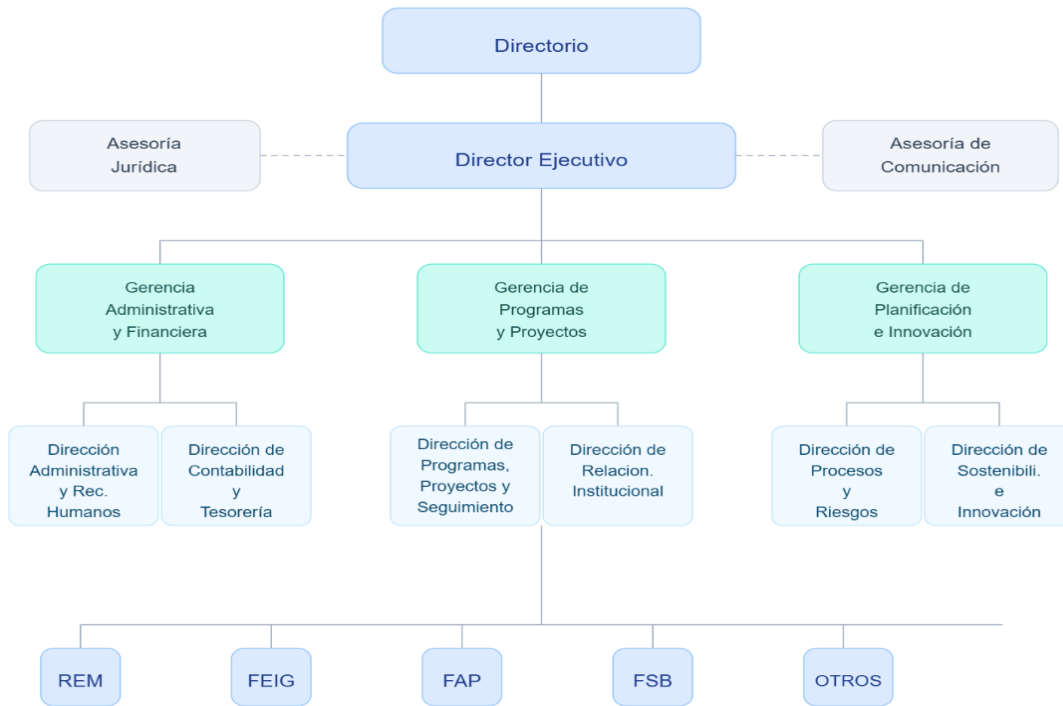 Directorio
Asesoría
Jurídica
Director Ejecutivo
Asesoría de
Comunicación
Gerencia
Administrativa
y Financiera
Gerencia de
Programas
y Proyectos
Gerencia de
Planificación
e Innovación
Dirección
Administrativa
y Rec.
Humanos
Dirección de
Contabilidad
y
Tesorería
Dirección de
Programas,
Proyectos y
Seguimiento
Dirección de
Relacion.
Institucional
Dirección de
Procesos
y
Riesgos
Dirección de
Sostenibili.
e
Innovación
REM
FEIG
FAP
FSB
OTROS